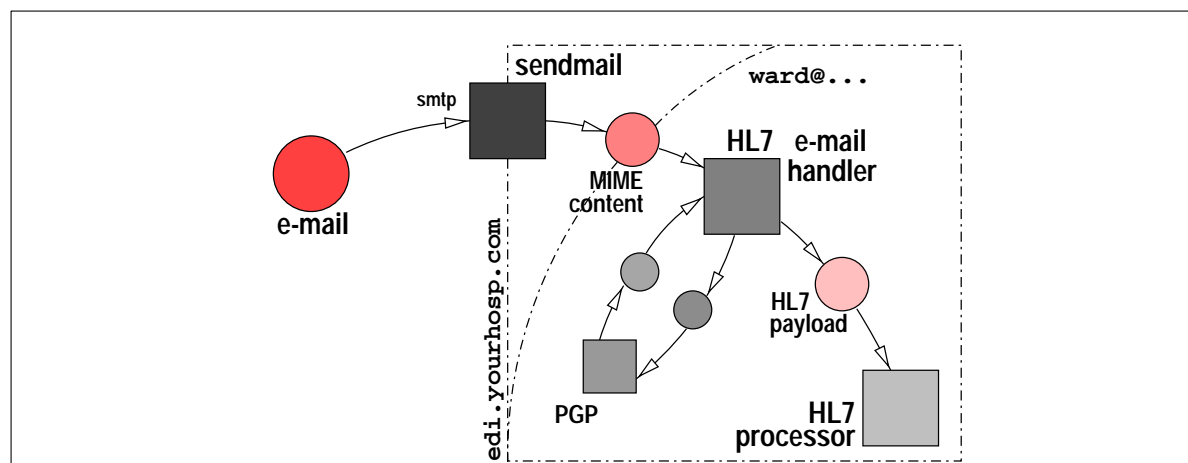 sendmail
ward@...
smtp
HL7 e-mail
handler
MIME
content
e-mail
edi.yourhosp.com
HL7
payload
PGP
HL7
processor